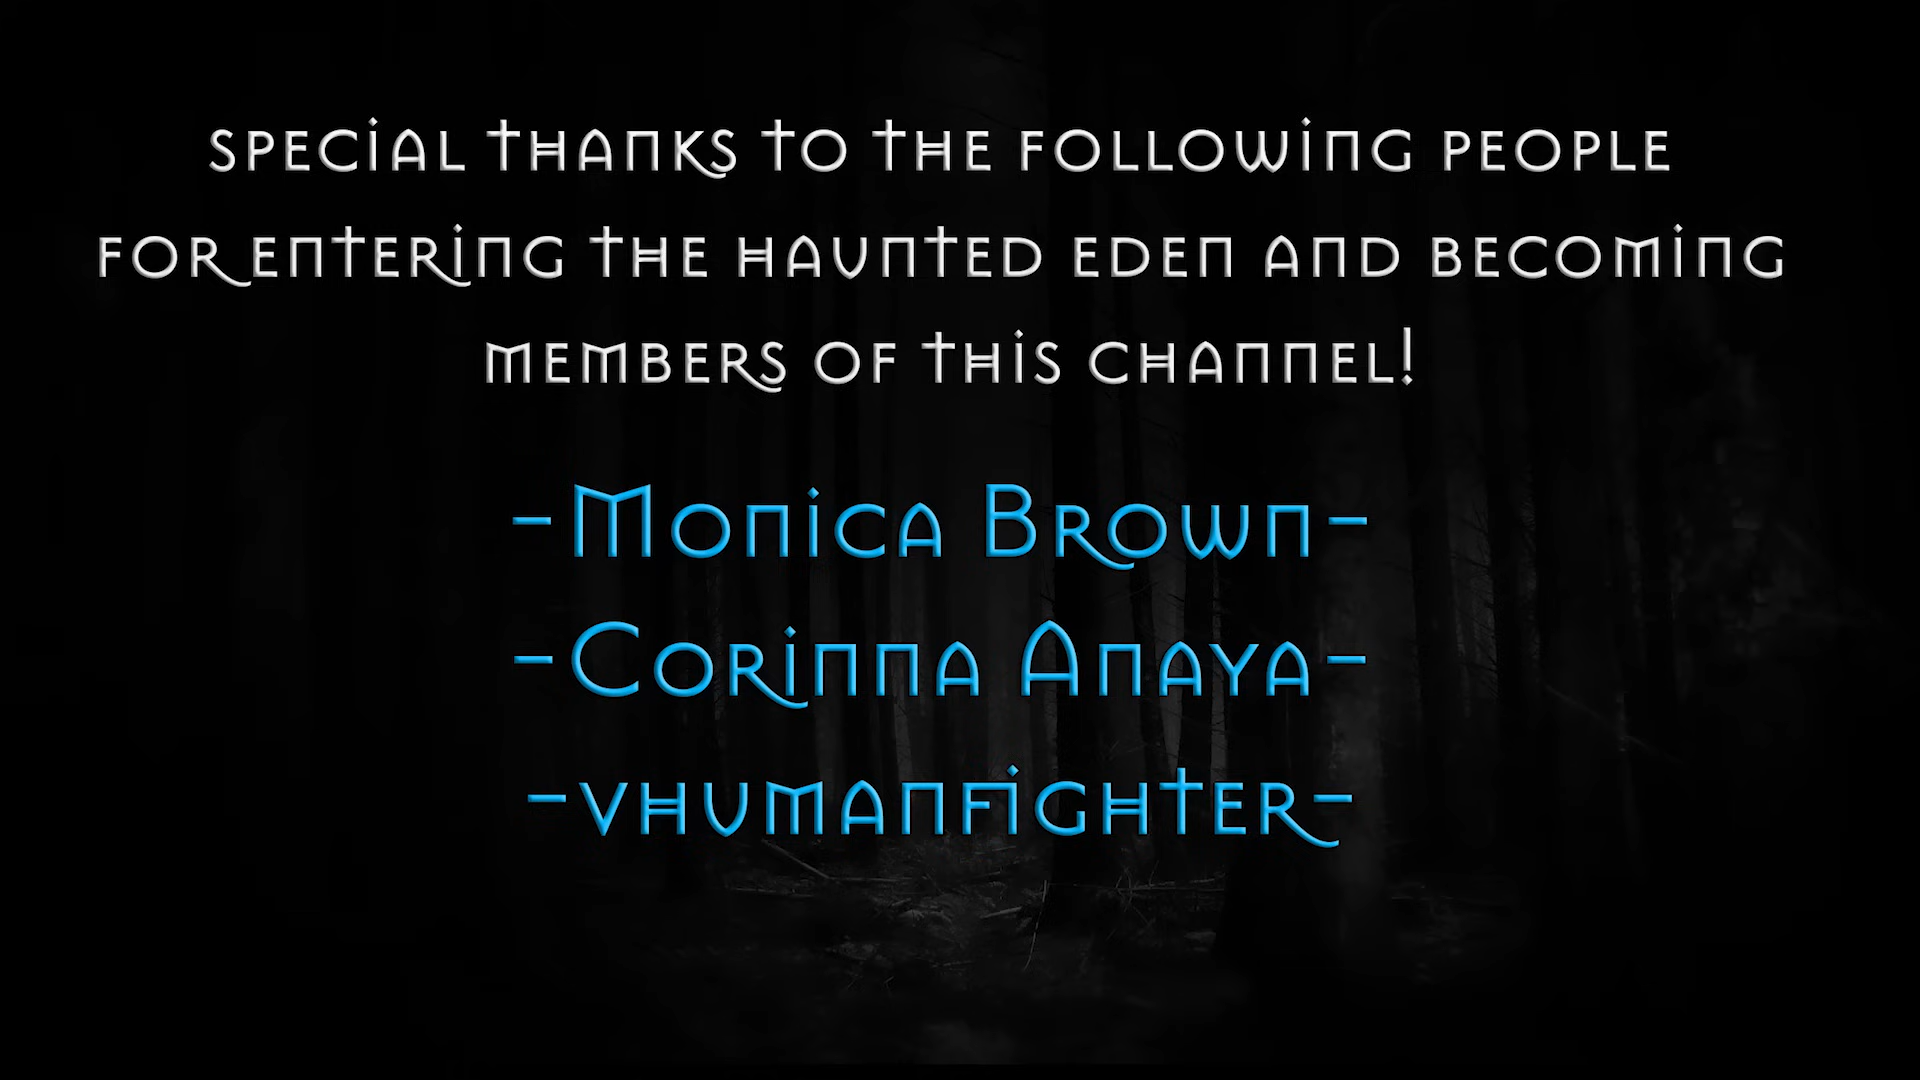 special thanks to the following people
for entering the haunted eden and becoming
members of this channel!
-Monica Brown-
-Corinna Anaya-
-vhumanfighter-